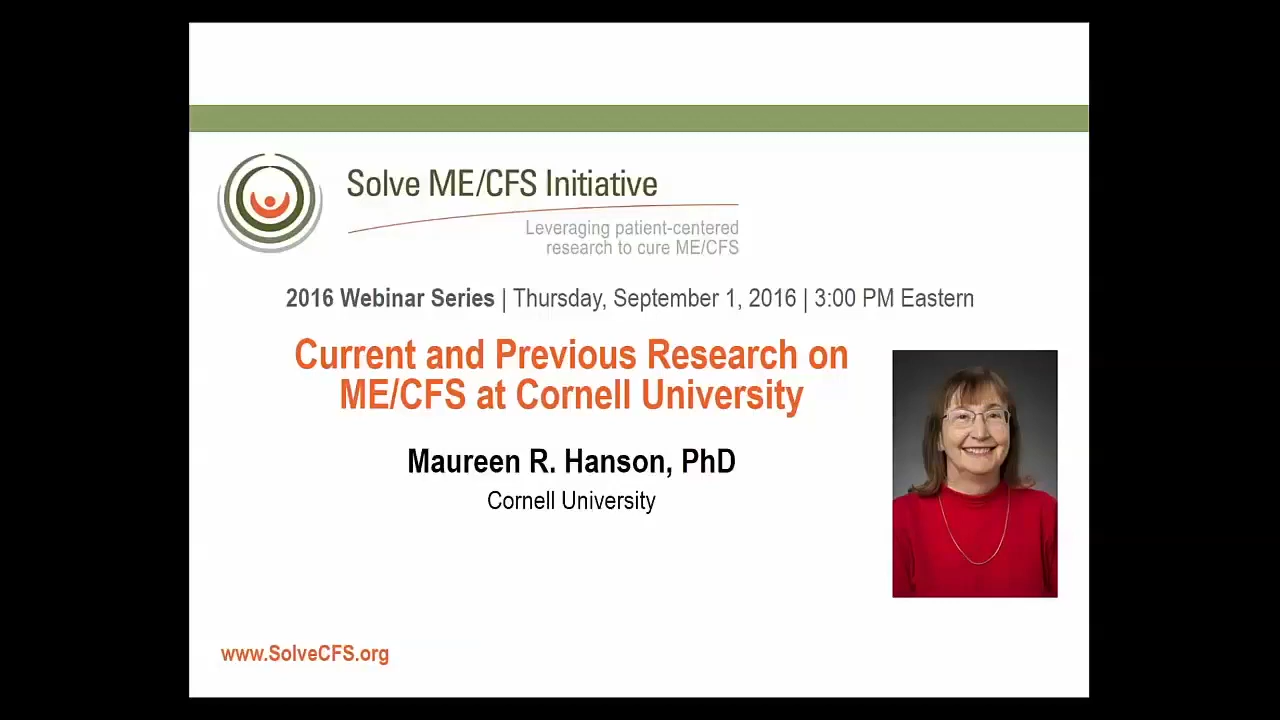 Solve ME/CFS Initiative
Leveraging patient-centered
research to cure ME/CFS
2016 Webinar Series | Thursday, September 1, 2016 | 3:00 PM Eastern
Current and Previous Research on
ME/CFS at Cornell University
Maureen R. Hanson, PhD
Cornell University
www.SolveCFS.org